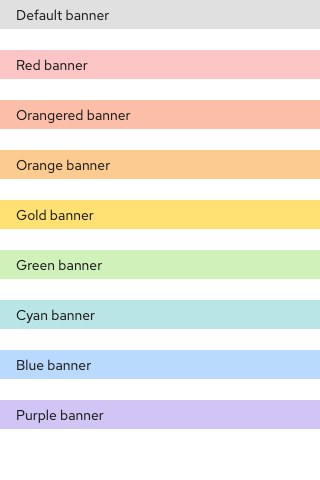 Default banner
Red banner
Orangered banner
Orange banner
Gold banner
Green banner
Cyan banner
Blue banner
Purple banner